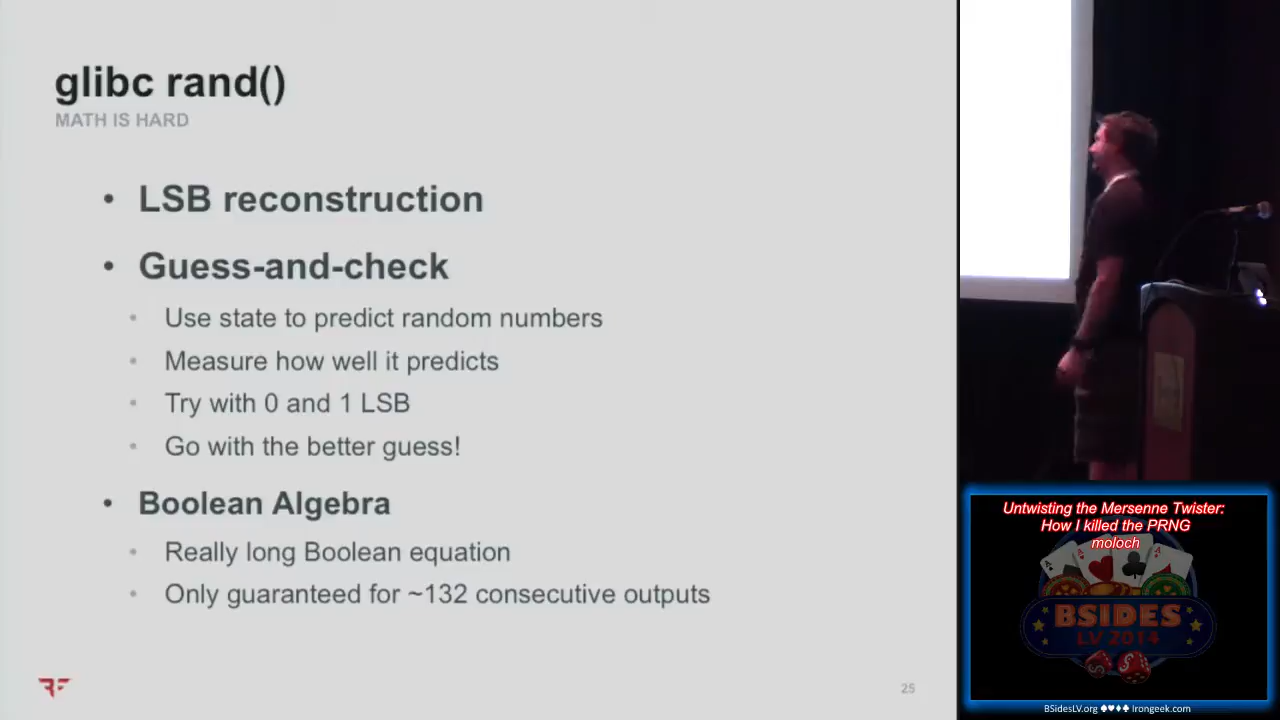 glibc rand()
MATH IS HARD
• LSB reconstruction
• Guess-and-check
• Use state to predict random numbers
• Measure how well it predicts
• Try with 0 and 1 LSB
• Go with the better guess!
• Boolean Algebra
• Really long Boolean equation
• Only guaranteed for ~132 consecutive outputs
25
Untwisting the Mersenne Twister:
How I killed the PRNG
moloch
BSIDES
LV 2014
BSidesLV.org ♠♥♦♣ Irongeek.com